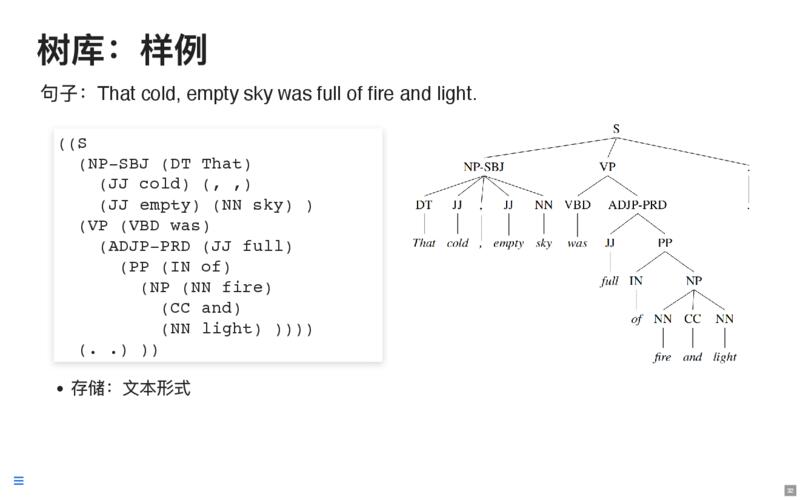 树库：样例
句子：That cold, empty sky was full of fire and light.
((S
(NP-SBJ (DT That)
(JJ cold) (, ,)
(JJ empty) (NN sky) )
(VP (VBD was)
(ADJP-PRD (JJ full)
(PP (IN of)
(NP (NN fire)
(CC and)
(NN light) ))))
(. .) ))
S
NP-SBJ VP .
DT JJ , JJ NN VBD ADJP-PRD .
That cold , empty sky was JJ PP
full IN NP
of NN CC NN
fire and light
• 存储：文本形式
32